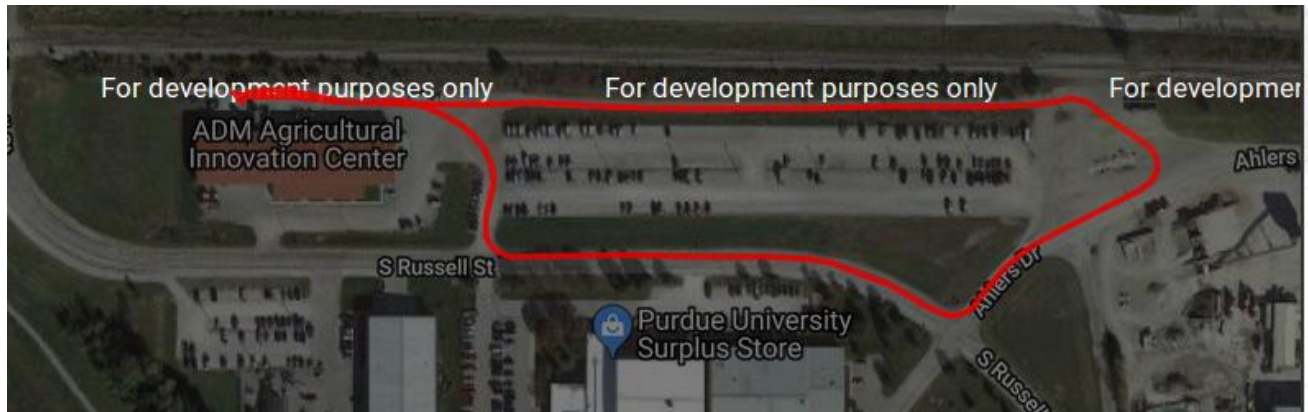 For development purposes only
For development purposes only
For developmen
ADM Agricultural
Innovation Center
Ahlers
S Russell St
Ahlers Dr
Purdue University
Surplus Store
S Russell